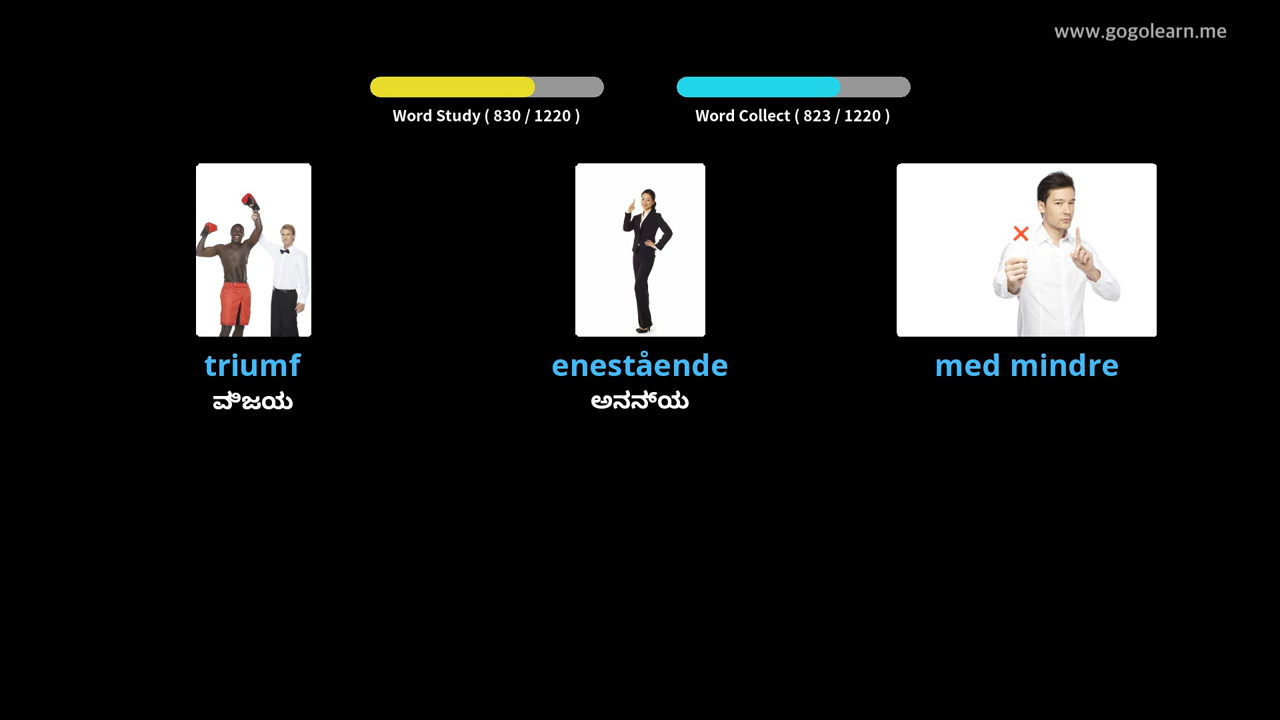 www.gogolearn.me
Word Study ( 830 / 1220 )
Word Collect ( 823 / 1220 )
triumf
enestående
med mindre
ವಿಜಯ
ಅನನ್ಯ